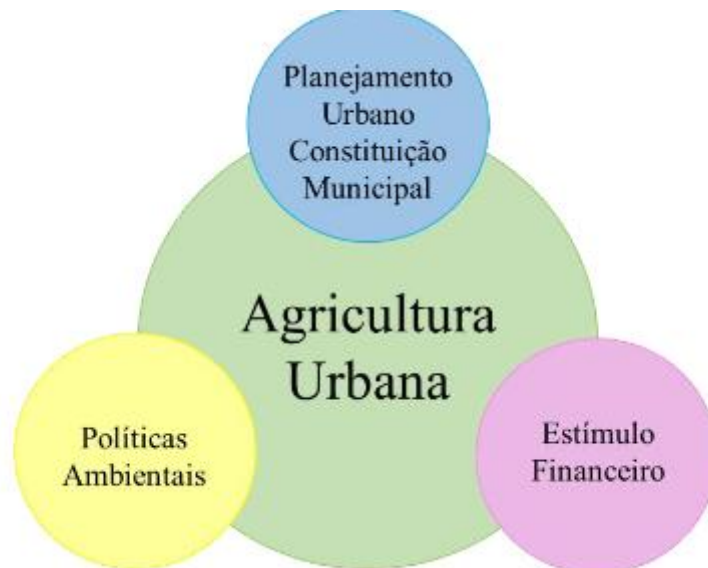 Planejamento
Urbano
Constituição
Municipal
Agricultura
Urbana
Políticas
Ambientais
Estímulo
Financeiro